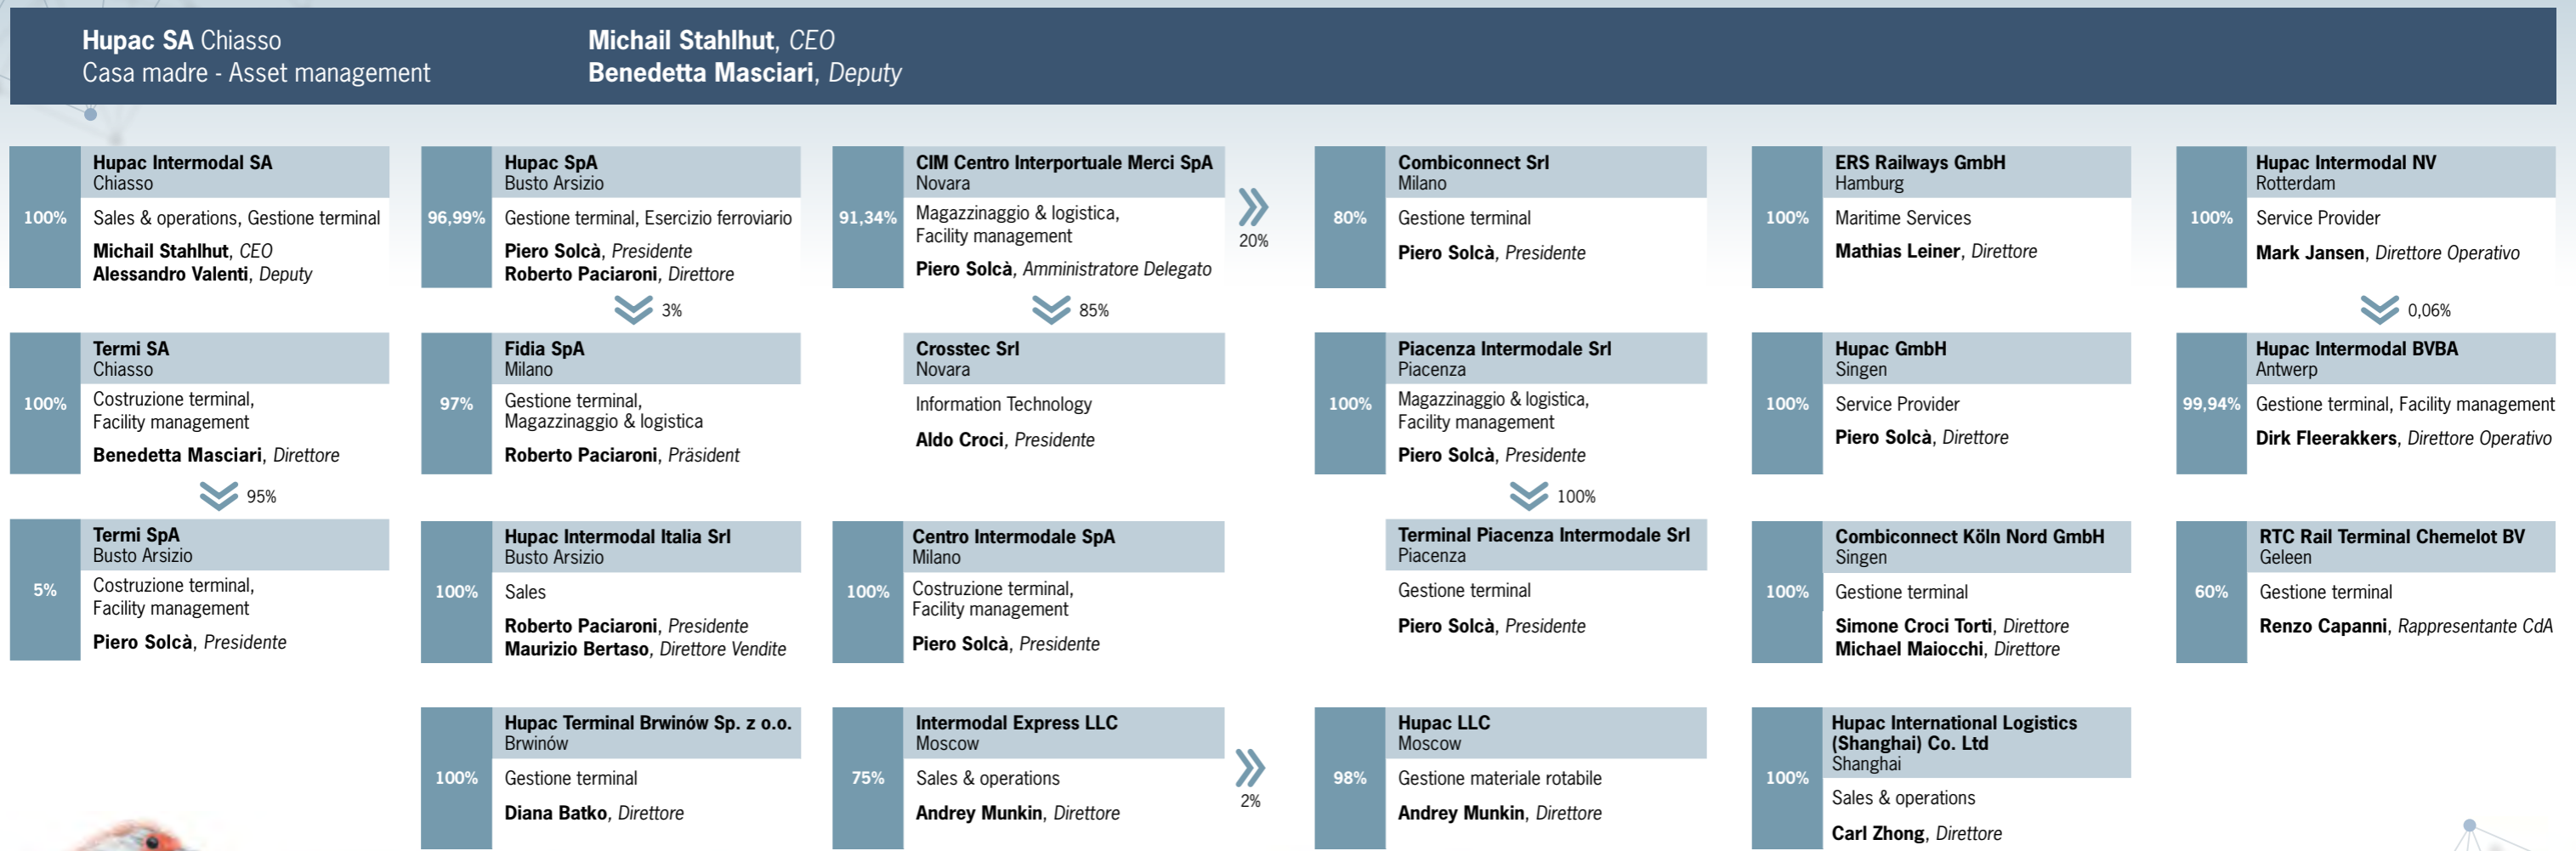 Hupac SA Chiasso
Casa madre - Asset management
Michail Stahlhut, CEO
Benedetta Masciari, Deputy
100%
Hupac Intermodal SA
Chiasso
Sales & operations, Gestione terminal
Michail Stahlhut, CEO
Alessandro Valenti, Deputy
96,99%
Hupac SpA
Busto Arsizio
Gestione terminal, Esercizio ferroviario
Piero Solcà, Presidente
Roberto Paciaroni, Direttore
3%
91,34%
CIM Centro Interportuale Merci SpA
Novara
Magazzinaggio & logistica,
Facility management
Piero Solcà, Amministratore Delegato
20%
85%
80%
Combiconnect Srl
Milano
Gestione terminal
Piero Solcà, Presidente
100%
ERS Railways GmbH
Hamburg
Maritime Services
Mathias Leiner, Direttore
100%
Hupac Intermodal NV
Rotterdam
Service Provider
Mark Jansen, Direttore Operativo
0,06%
100%
Termi SA
Chiasso
Costruzione terminal,
Facility management
Benedetta Masciari, Direttore
95%
97%
Fidia SpA
Milano
Gestione terminal,
Magazzinaggio & logistica
Roberto Paciaroni, Präsident
Crosstec Srl
Novara
Information Technology
Aldo Croci, Presidente
100%
Piacenza Intermodale Srl
Piacenza
Magazzinaggio & logistica,
Facility management
Piero Solcà, Presidente
100%
100%
Hupac GmbH
Singen
Service Provider
Piero Solcà, Direttore
99,94%
Hupac Intermodal BVBA
Antwerp
Gestione terminal, Facility management
Dirk Fleerakkers, Direttore Operativo
5%
Termi SpA
Busto Arsizio
Costruzione terminal,
Facility management
Piero Solcà, Presidente
100%
Hupac Intermodal Italia Srl
Busto Arsizio
Sales
Roberto Paciaroni, Presidente
Maurizio Bertaso, Direttore Vendite
100%
Centro Intermodale SpA
Milano
Costruzione terminal,
Facility management
Piero Solcà, Presidente
Terminal Piacenza Intermodale Srl
Piacenza
Gestione terminal
Piero Solcà, Presidente
100%
Combiconnect Köln Nord GmbH
Singen
Gestione terminal
Simone Croci Torti, Direttore
Michael Maiocchi, Direttore
60%
RTC Rail Terminal Chemelot BV
Geleen
Gestione terminal
Renzo Capanni, Rappresentante CdA
100%
Hupac Terminal Brwinów Sp. z o.o.
Brwinów
Gestione terminal
Diana Batko, Direttore
75%
Intermodal Express LLC
Moscow
Sales & operations
Andrey Munkin, Direttore
2%
98%
Hupac LLC
Moscow
Gestione materiale rotabile
Andrey Munkin, Direttore
100%
Hupac International Logistics
(Shanghai) Co. Ltd
Shanghai
Sales & operations
Carl Zhong, Direttore